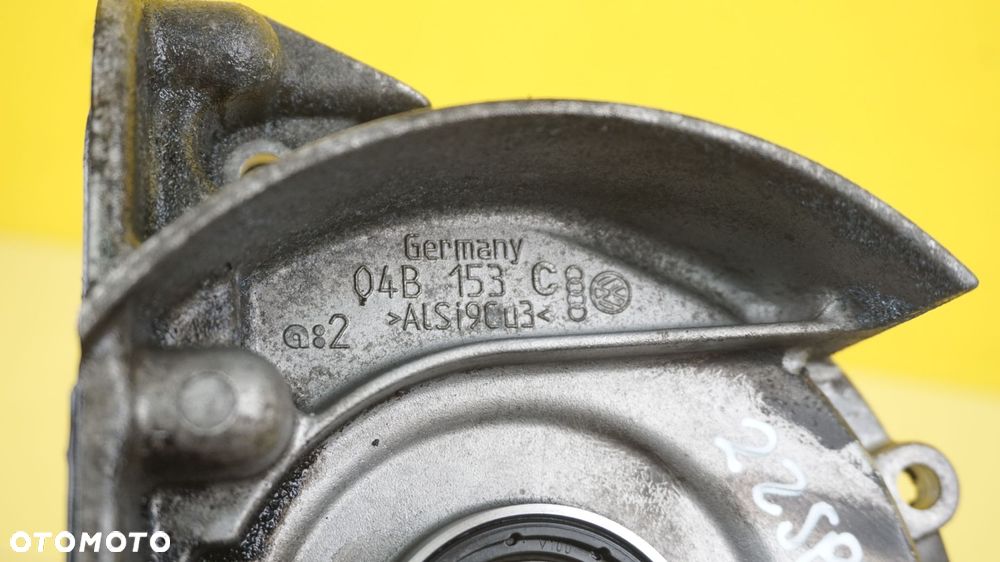 Germany
04B 153 C
>AlSi9Cu3<
a:2
OTOMOTO